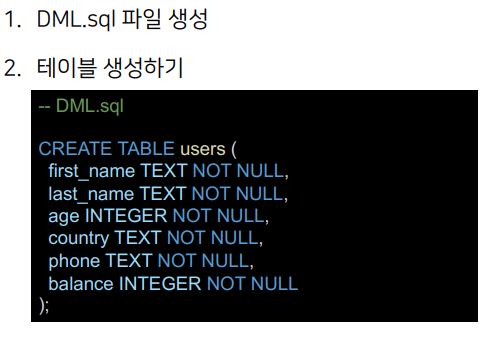 1. DML.sql 파일 생성
2. 테이블 생성하기
-- DML.sql
CREATE TABLE users (
first_name TEXT NOT NULL,
last_name TEXT NOT NULL,
age INTEGER NOT NULL,
country TEXT NOT NULL,
phone TEXT NOT NULL,
balance INTEGER NOT NULL
);